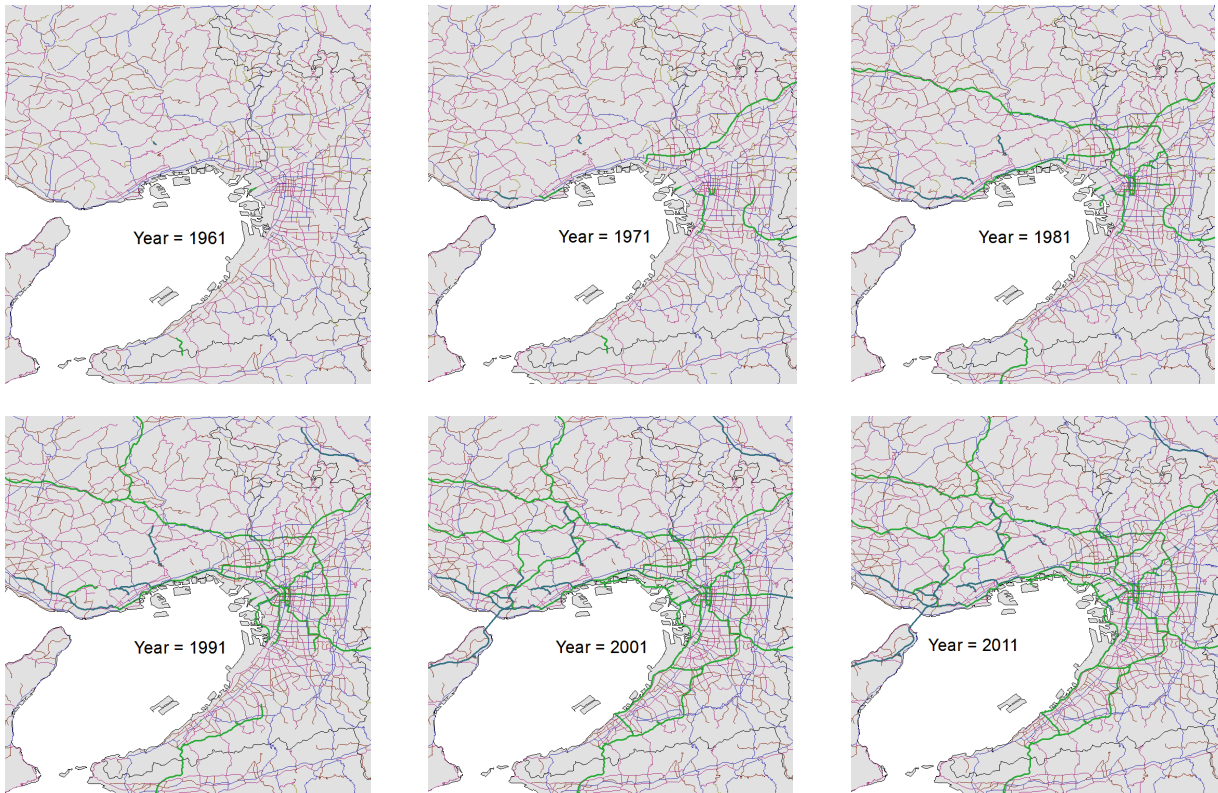 Year = 1961
Year = 1971
Year = 1981
Year = 1991
Year = 2001
Year = 2011